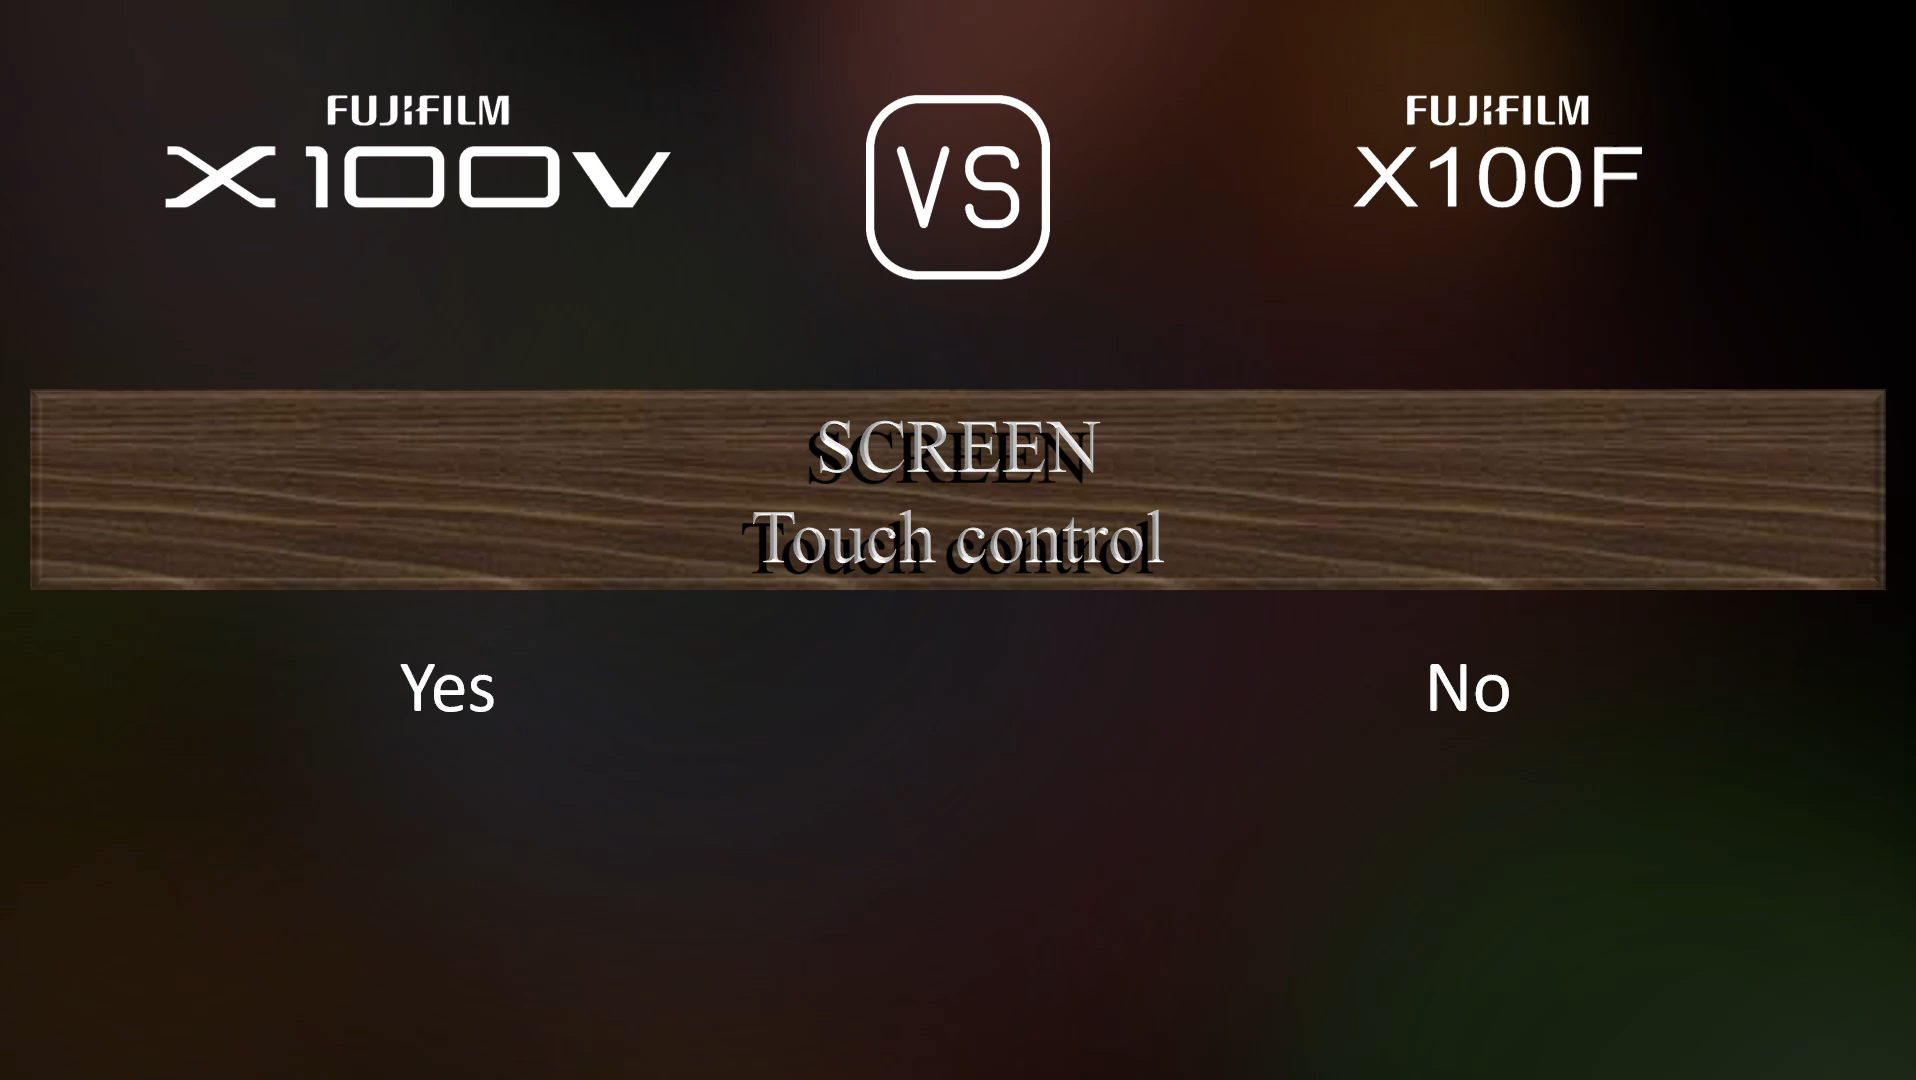 FUJIFILM
X100V
VS
FUJIFILM
X100F
SCREEN
Touch control
Yes
No